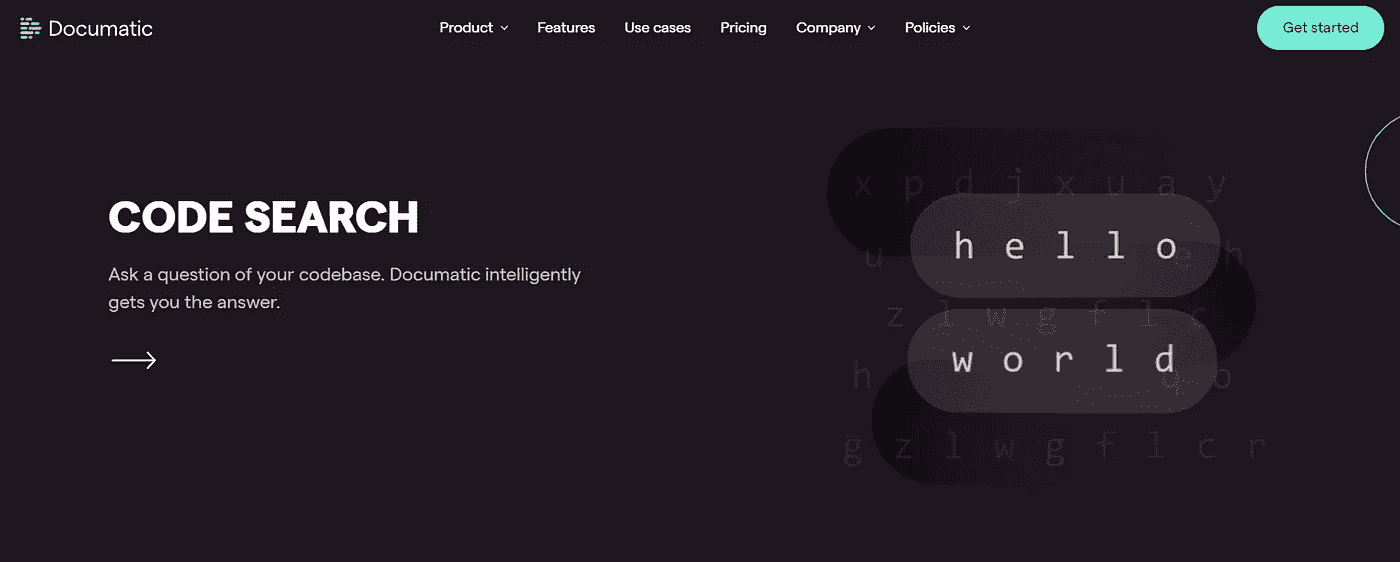 Documatic
Product Features Use cases Pricing Company Policies
Get started
CODE SEARCH
Ask a question of your codebase. Documatic intelligently
gets you the answer.
x p d j x u a y
h e l l o
u e h
z l w g f l c
w o r l d
h q o
g z l w g f l c r